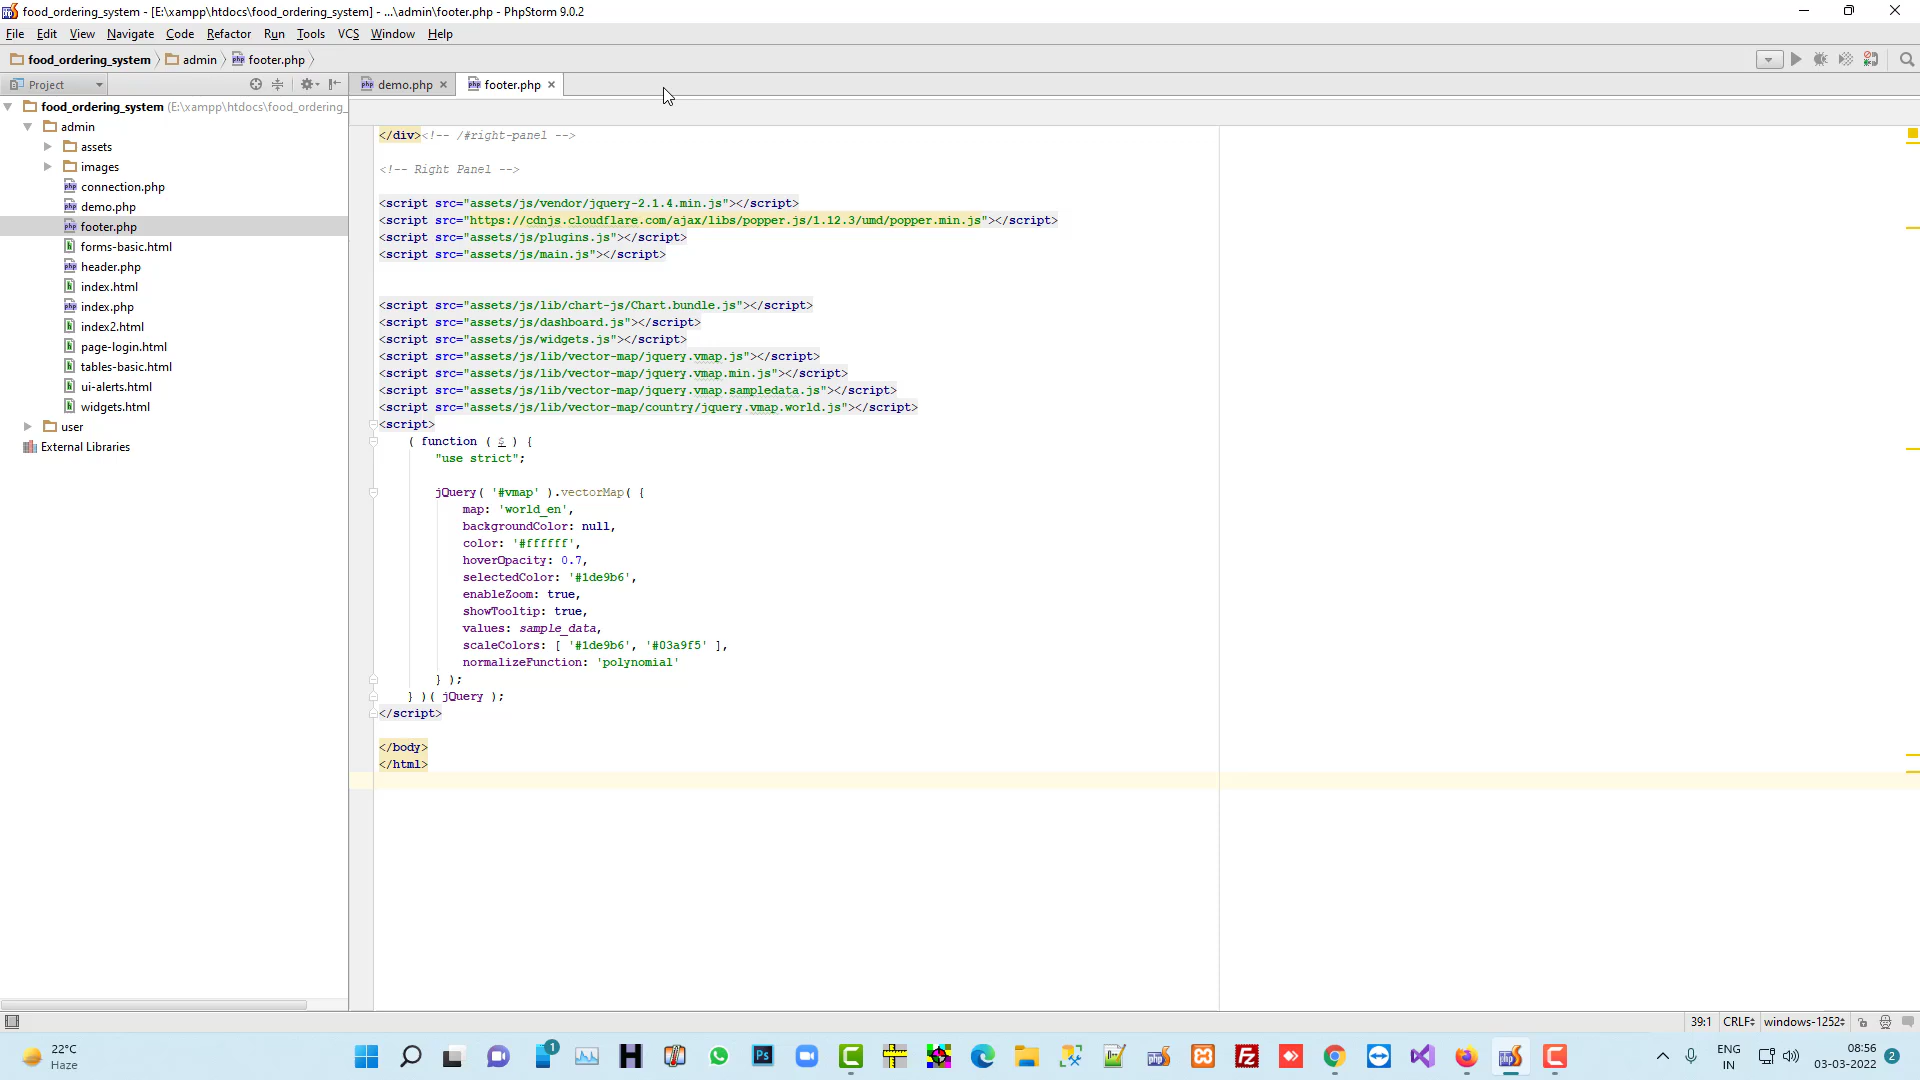 food_ordering_system - [E:\xampp\htdocs\food_ordering_system] - ...\admin\footer.php - PhpStorm 9.0.2
File Edit View Navigate Code Refactor Run Tools VCS Window Help
food_ordering_system admin footer.php
Project
demo.php
footer.php
food_ordering_system (E:\xampp\htdocs\food_ordering_
admin
assets
images
connection.php
demo.php
footer.php
forms-basic.html
header.php
index.html
index.php
index2.html
page-login.html
tables-basic.html
ui-alerts.html
widgets.html
user
External Libraries
</div><!-- /#right-panel -->
<!-- Right Panel -->
<script src="assets/js/vendor/jquery-2.1.4.min.js"></script>
<script src="https://cdnjs.cloudflare.com/ajax/libs/popper.js/1.12.3/umd/popper.min.js"></script>
<script src="assets/js/plugins.js"></script>
<script src="assets/js/main.js"></script>
<script src="assets/js/lib/chart-js/Chart.bundle.js"></script>
<script src="assets/js/dashboard.js"></script>
<script src="assets/js/widgets.js"></script>
<script src="assets/js/lib/vector-map/jquery.vmap.js"></script>
<script src="assets/js/lib/vector-map/jquery.vmap.min.js"></script>
<script src="assets/js/lib/vector-map/jquery.vmap.sampledata.js"></script>
<script src="assets/js/lib/vector-map/country/jquery.vmap.world.js"></script>
<script>
( function ( $ ) {
"use strict";
jQuery( '#vmap' ).vectorMap( {
map: 'world_en',
backgroundColor: null,
color: '#ffffff',
hoverOpacity: 0.7,
selectedColor: '#1de9b6',
enableZoom: true,
showTooltip: true,
values: sample_data,
scaleColors: [ '#1de9b6', '#03a9f5' ],
normalizeFunction: 'polynomial'
} );
} )( jQuery );
</script>
</body>
</html>
39:1 CRLF windows-1252
22°C
Haze
1
ENG
IN
08:56
03-03-2022
2